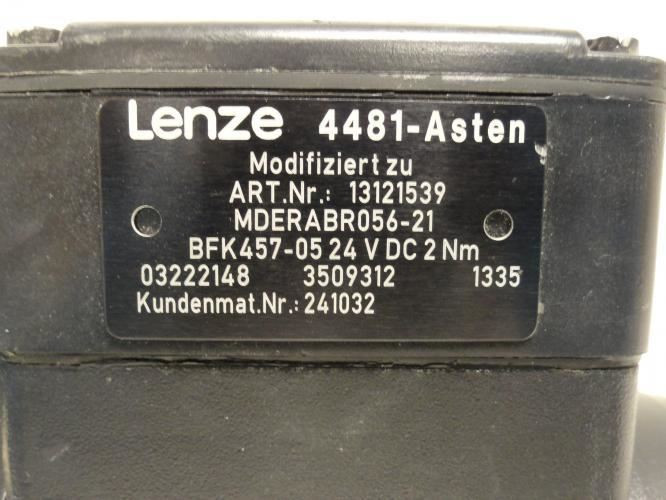 Lenze 4481-Asten
Modifiziert zu
ART.Nr.: 13121539
MDERABR056-21
BFK457-05 24 V DC 2 Nm
03222148 3509312 1335
Kundenmat.Nr.: 241032